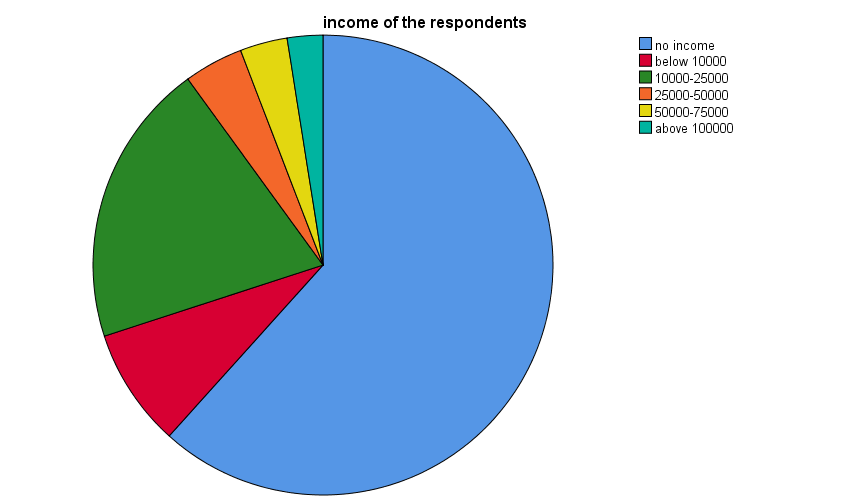 income of the respondents
no income
below 10000
10000-25000
25000-50000
50000-75000
above 100000